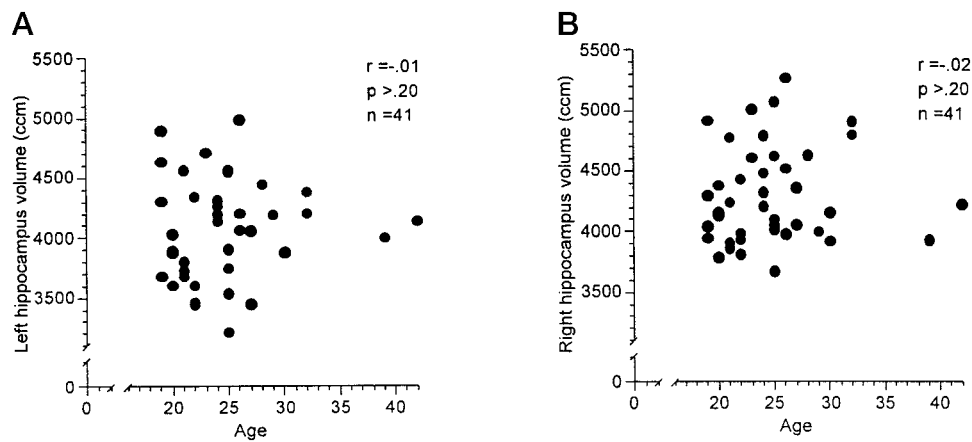 A
5500
5000
4500
4000
3500
0
Left hippocampus volume (ccm)
r =-.01
p >.20
n =41
0 20 25 30 35 40
Age
B
5500
5000
4500
4000
3500
0
Right hippocampus volume (ccm)
r =-.02
p >.20
n =41
0 20 25 30 35 40
Age